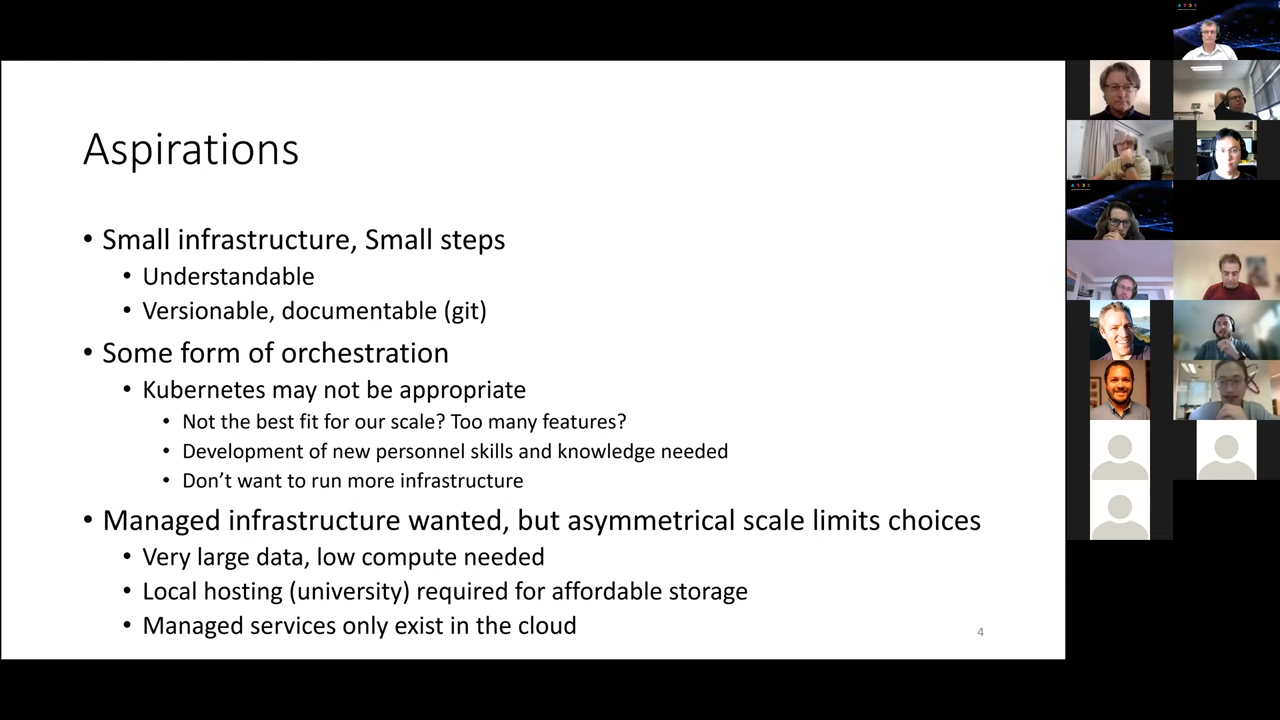 Aspirations
• Small infrastructure, Small steps
• Understandable
• Versionable, documentable (git)
• Some form of orchestration
• Kubernetes may not be appropriate
• Not the best fit for our scale? Too many features?
• Development of new personnel skills and knowledge needed
• Don’t want to run more infrastructure
• Managed infrastructure wanted, but asymmetrical scale limits choices
• Very large data, low compute needed
• Local hosting (university) required for affordable storage
• Managed services only exist in the cloud
4